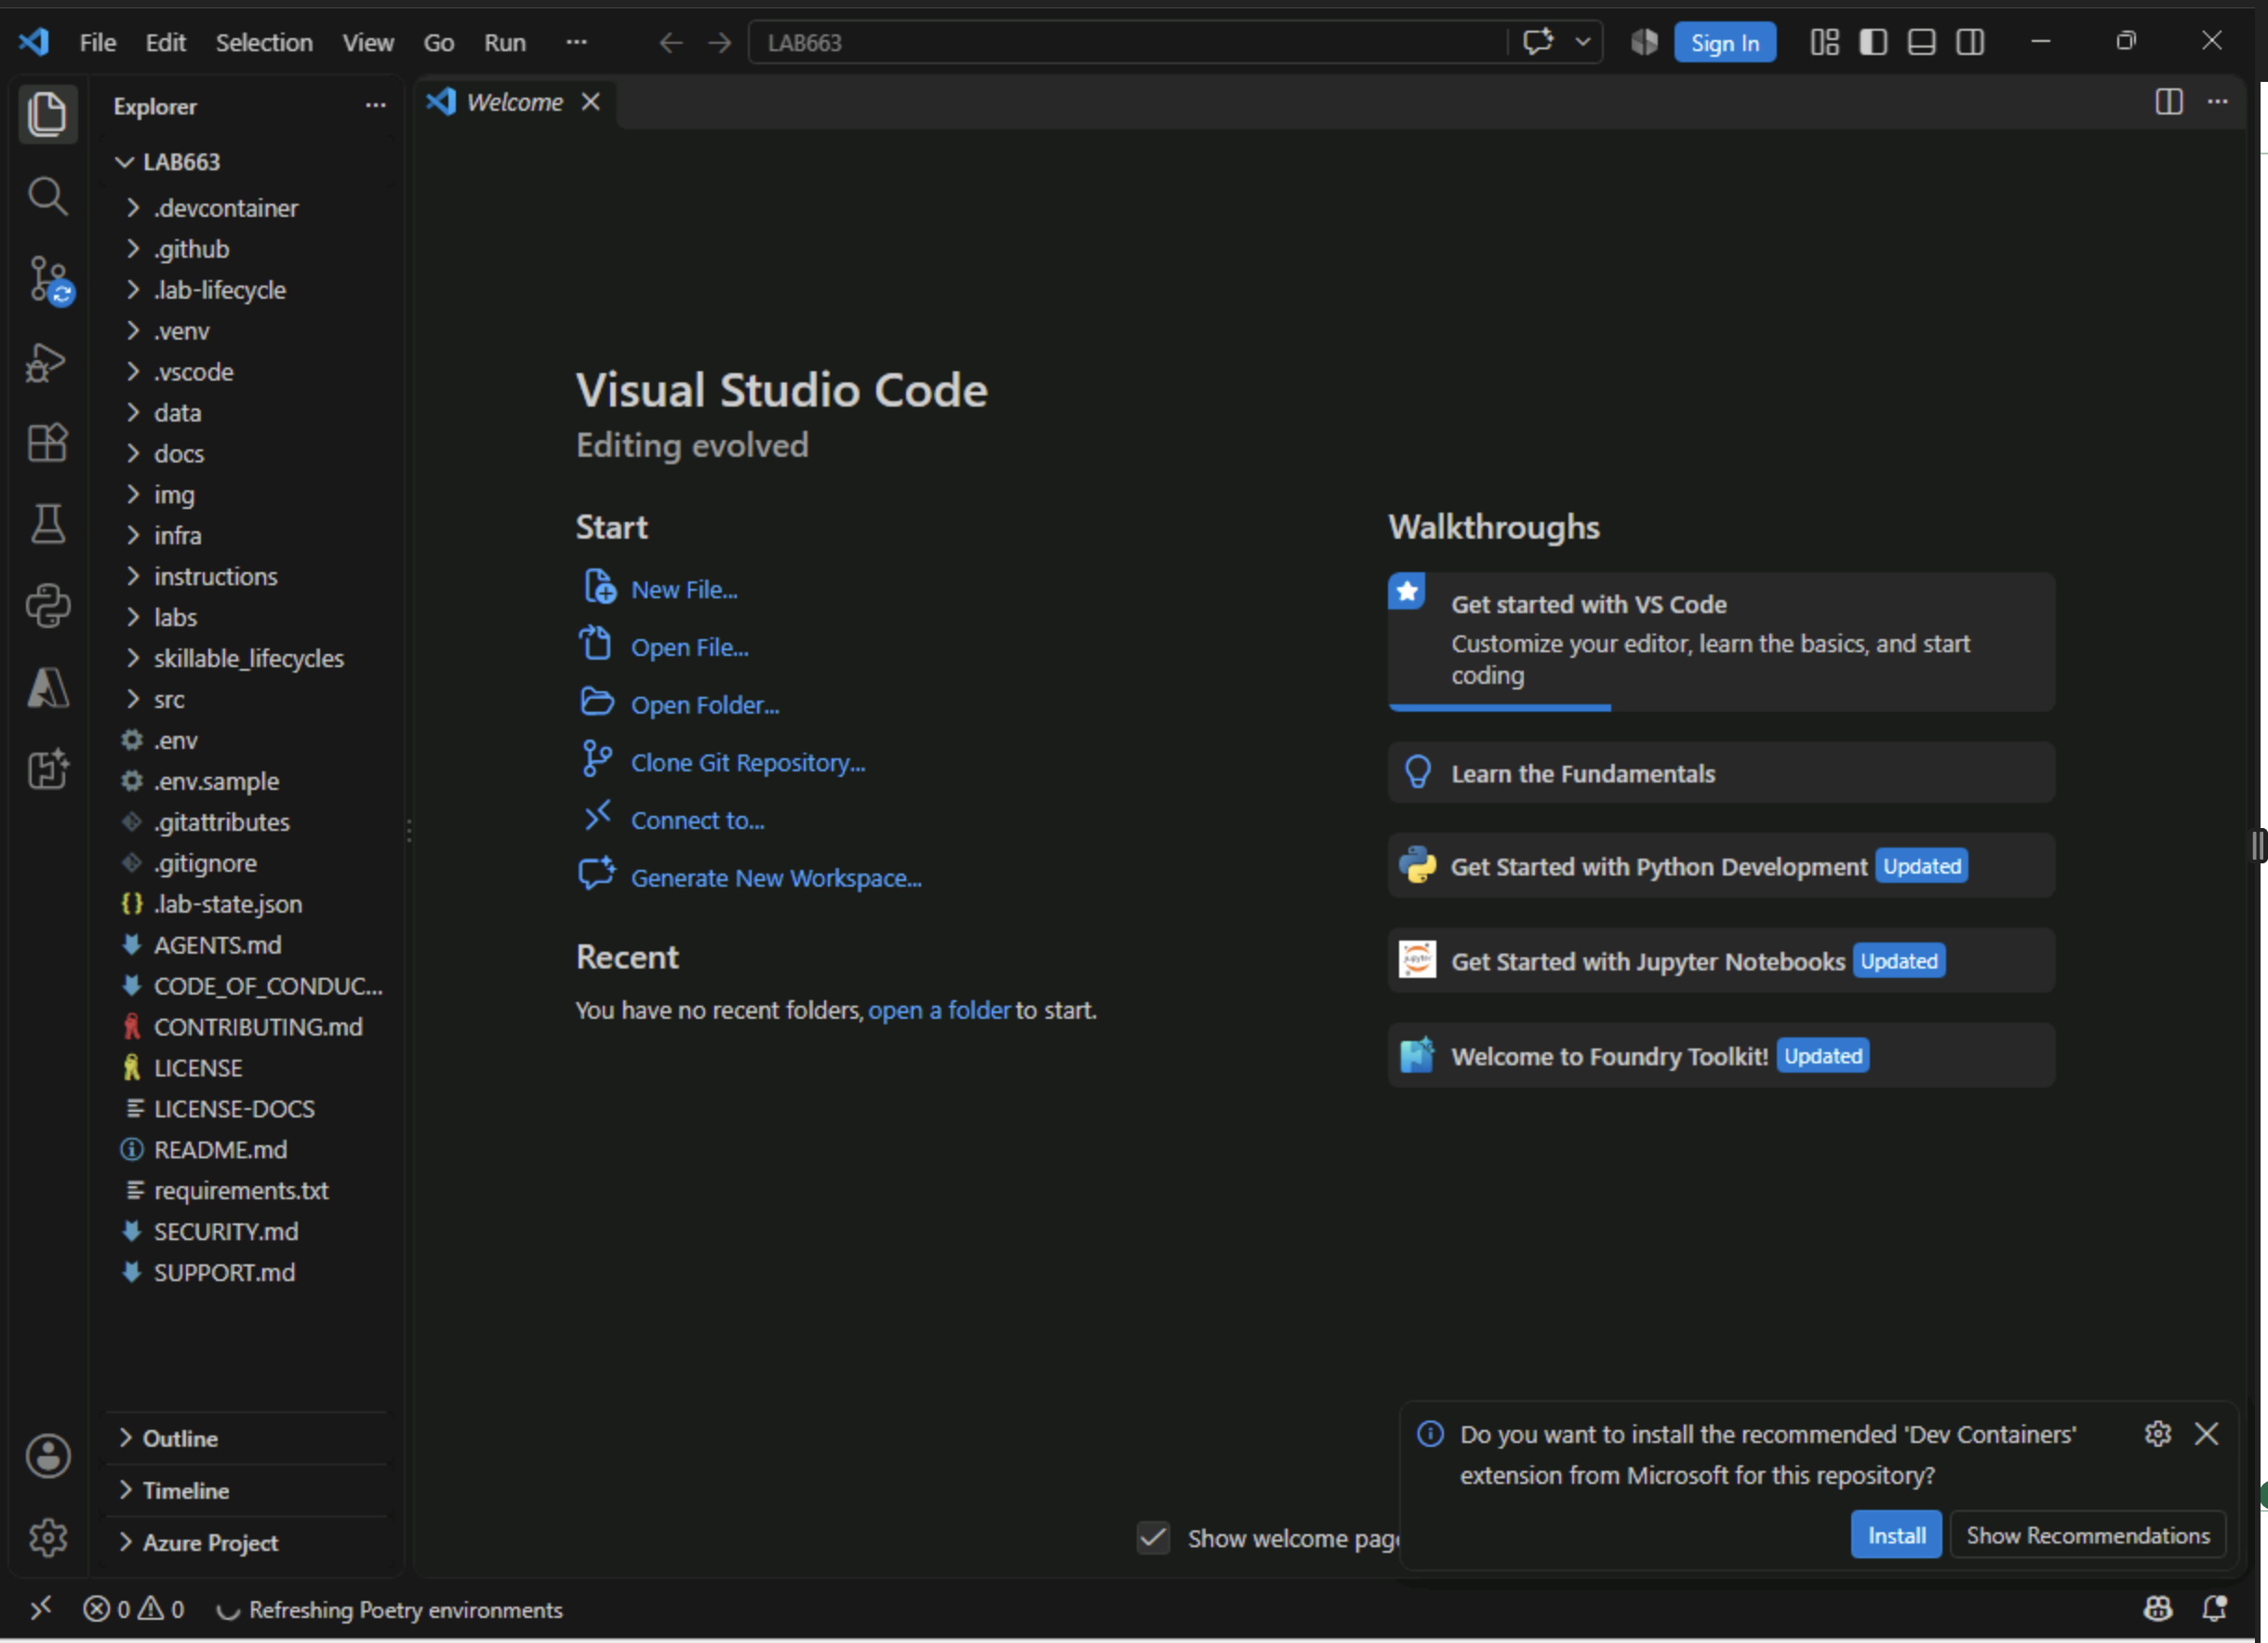 File Edit Selection View Go Run ··· LAB663 Sign In
Explorer ···
Welcome
LAB663
.devcontainer
.github
.lab-lifecycle
.venv
.vscode
data
docs
img
infra
instructions
labs
skillable_lifecycles
src
.env
.env.sample
.gitattributes
.gitignore
{} .lab-state.json
AGENTS.md
CODE_OF_CONDUC...
CONTRIBUTING.md
LICENSE
LICENSE-DOCS
README.md
requirements.txt
SECURITY.md
SUPPORT.md
Outline
Timeline
Azure Project
Visual Studio Code
Editing evolved
Start
New File...
Open File...
Open Folder...
Clone Git Repository...
Connect to...
Generate New Workspace...
Recent
You have no recent folders, open a folder to start.
Walkthroughs
Get started with VS Code
Customize your editor, learn the basics, and start
coding
Learn the Fundamentals
Get Started with Python Development Updated
Get Started with Jupyter Notebooks Updated
Welcome to Foundry Toolkit! Updated
Show welcome page
Do you want to install the recommended 'Dev Containers'
extension from Microsoft for this repository?
Install Show Recommendations
0 0 Refreshing Poetry environments